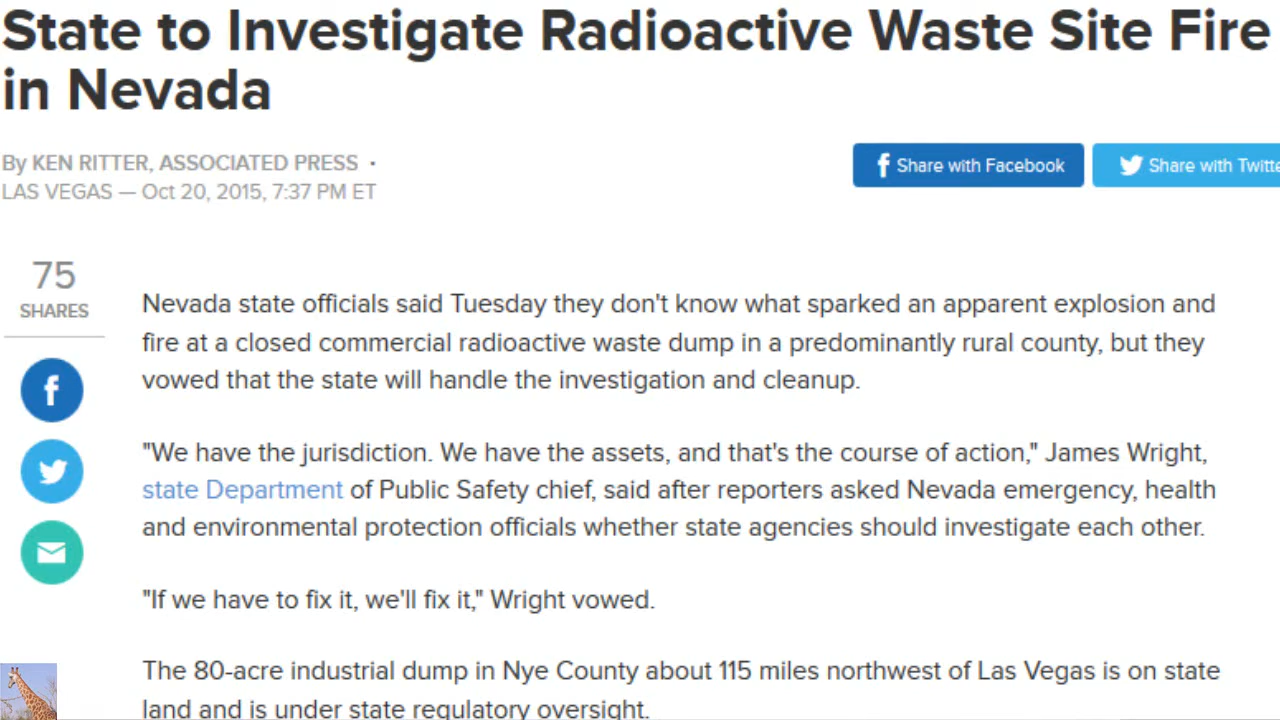 State to Investigate Radioactive Waste Site Fire
in Nevada
By KEN RITTER, ASSOCIATED PRESS •
LAS VEGAS — Oct 20, 2015, 7:37 PM ET
Share with Facebook
Share with Twitte
75
SHARES
Nevada state officials said Tuesday they don't know what sparked an apparent explosion and
fire at a closed commercial radioactive waste dump in a predominantly rural county, but they
vowed that the state will handle the investigation and cleanup.
"We have the jurisdiction. We have the assets, and that's the course of action," James Wright,
state Department of Public Safety chief, said after reporters asked Nevada emergency, health
and environmental protection officials whether state agencies should investigate each other.
"If we have to fix it, we'll fix it," Wright vowed.
The 80-acre industrial dump in Nye County about 115 miles northwest of Las Vegas is on state
land and is under state regulatory oversight.